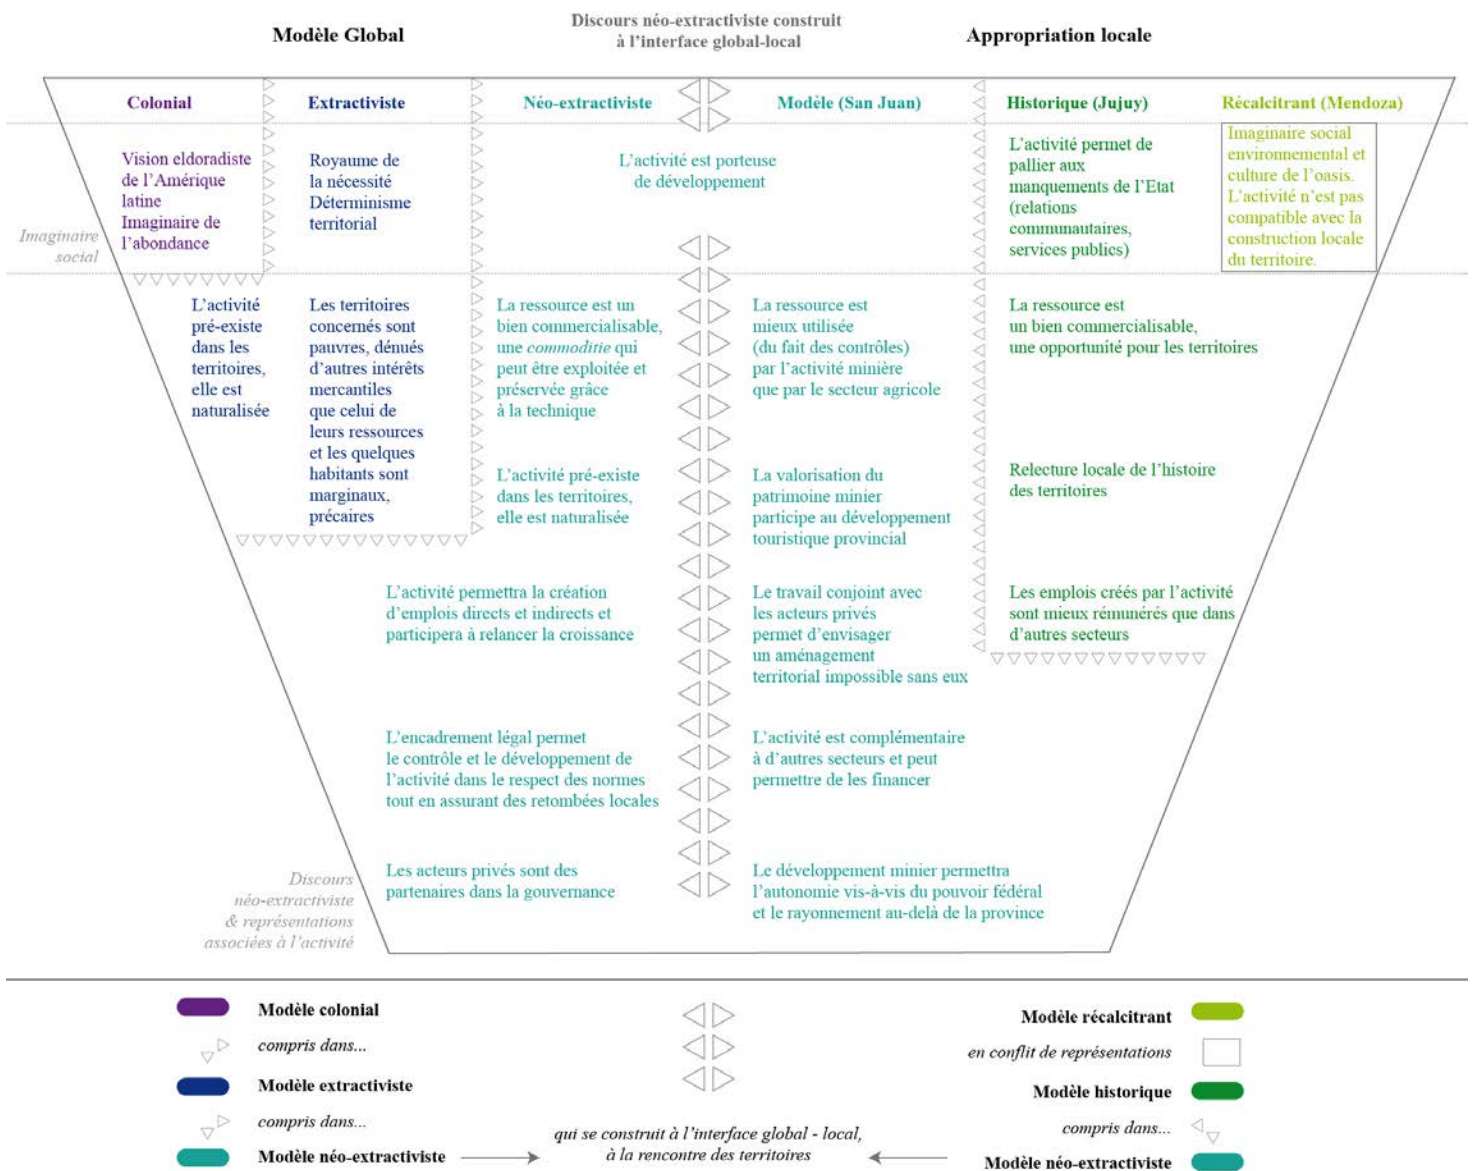 Modèle Global
Discours néo-extractiviste construit
à l’interface global-local
Appropriation locale
Colonial
Extractiviste
Néo-extractiviste
Modèle (San Juan)
Historique (Jujuy)
Récalcitrant (Mendoza)
Imaginaire
social
Vision eldoradiste
de l’Amérique
latine
Imaginaire de
l’abondance
Royaume de
la nécessité
Déterminisme
territorial
L’activité est porteuse
de développement
L’activité permet de
pallier aux
manquements de l’Etat
(relations
communautaires,
services publics)
Imaginaire social
environnemental et
culture de l’oasis.
L’activité n’est pas
compatible avec la
construction locale
du territoire.
L’activité
pré-existe
dans les
territoires,
elle est
naturalisée
Les territoires
concernés sont
pauvres, dénués
d’autres intérêts
mercantiles
que celui de
leurs ressources
et les quelques
habitants sont
marginaux,
précaires
La ressource est un
bien commercialisable,
une commoditie qui
peut être exploitée et
préservée grâce
à la technique
La ressource est
mieux utilisée
(du fait des contrôles)
par l’activité minière
que par le secteur agricole
La ressource est
un bien commercialisable,
une opportunité pour les territoires
L’activité pré-existe
dans les territoires,
elle est naturalisée
La valorisation du
patrimoine minier
participe au développement
touristique provincial
Relecture locale de l’histoire
des territoires
L’activité permettra la création
d’emplois directs et indirects et
participera à relancer la croissance
Le travail conjoint avec
les acteurs privés
permet d’envisager
un aménagement
territorial impossible sans eux
Les emplois créés par l’activité
sont mieux rémunérés que dans
d’autres secteurs
L’encadrement légal permet
le contrôle et le développement de
l’activité dans le respect des normes
tout en assurant des retombées locales
L’activité est complémentaire
à d’autres secteurs et peut
permettre de les financer
Discours
néo-extractiviste
& représentations
associées à l’activité
Les acteurs privés sont des
partenaires dans la gouvernance
Le développement minier permettra
l’autonomie vis-à-vis du pouvoir fédéral
et le rayonnement au-delà de la province
Modèle colonial
compris dans...
Modèle extractiviste
compris dans...
Modèle néo-extractiviste
qui se construit à l’interface global - local,
à la rencontre des territoires
Modèle récalcitrant
en conflit de représentations
Modèle historique
compris dans...
Modèle néo-extractiviste